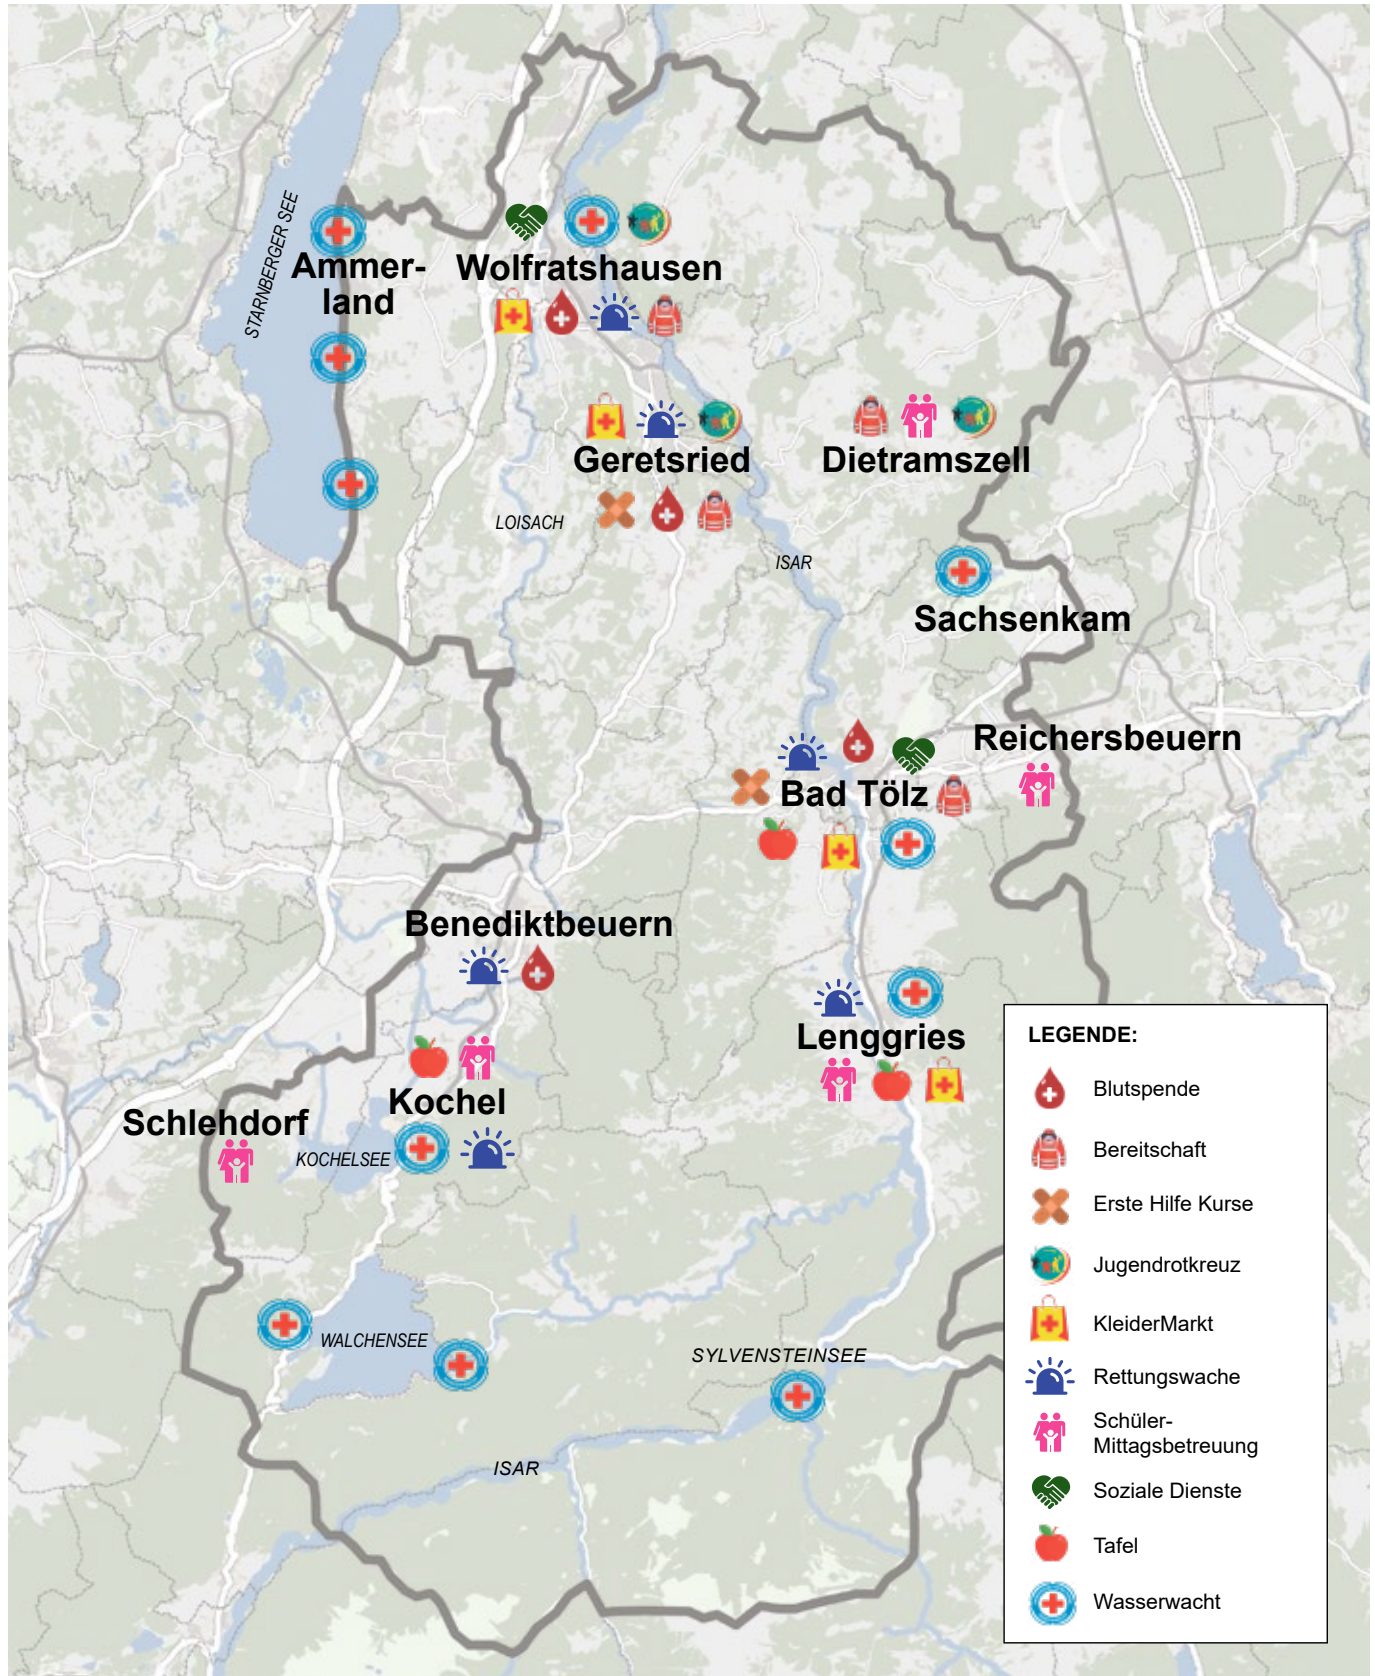 STARNBERGER SEE
Ammer-
land
Wolfratshausen
Geretsried
Dietramszell
LOISACH
ISAR
Sachsenkam
Reichersbeuern
Bad Tölz
Benediktbeuern
Lenggries
Kochel
Schlehdorf
KOCHELSEE
WALCHENSEE
SYLVENSTEINSEE
ISAR
LEGENDE:
Blutspende
Bereitschaft
Erste Hilfe Kurse
Jugendrotkreuz
KleiderMarkt
Rettungswache
Schüler-
Mittagsbetreuung
Soziale Dienste
Tafel
Wasserwacht